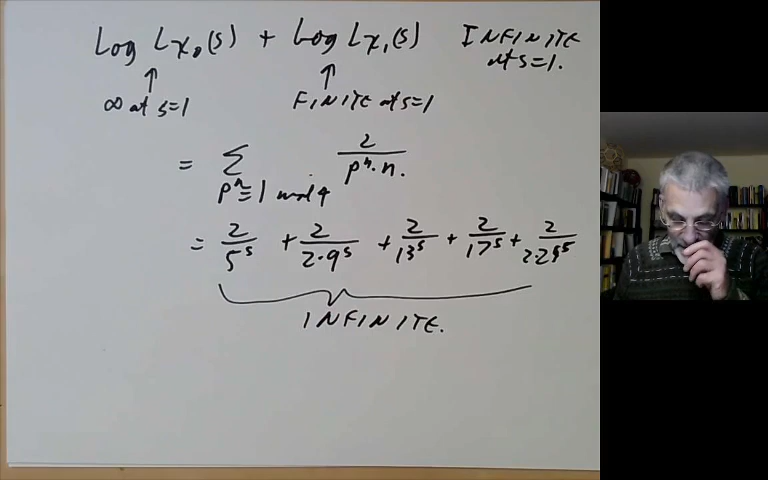 Log Lχ₀(s) + Log Lχ₁(s) INFINITE
at s=1.
↑ ↑
∞ at s=1 FINITE at s=1
= Σ 2/(pⁿ·n.)
pⁿ≡1 mod 4
= 2/5ˢ + 2/(2·9ˢ) + 2/13ˢ + 2/17ˢ + 2/(2·25ˢ)
INFINITE.